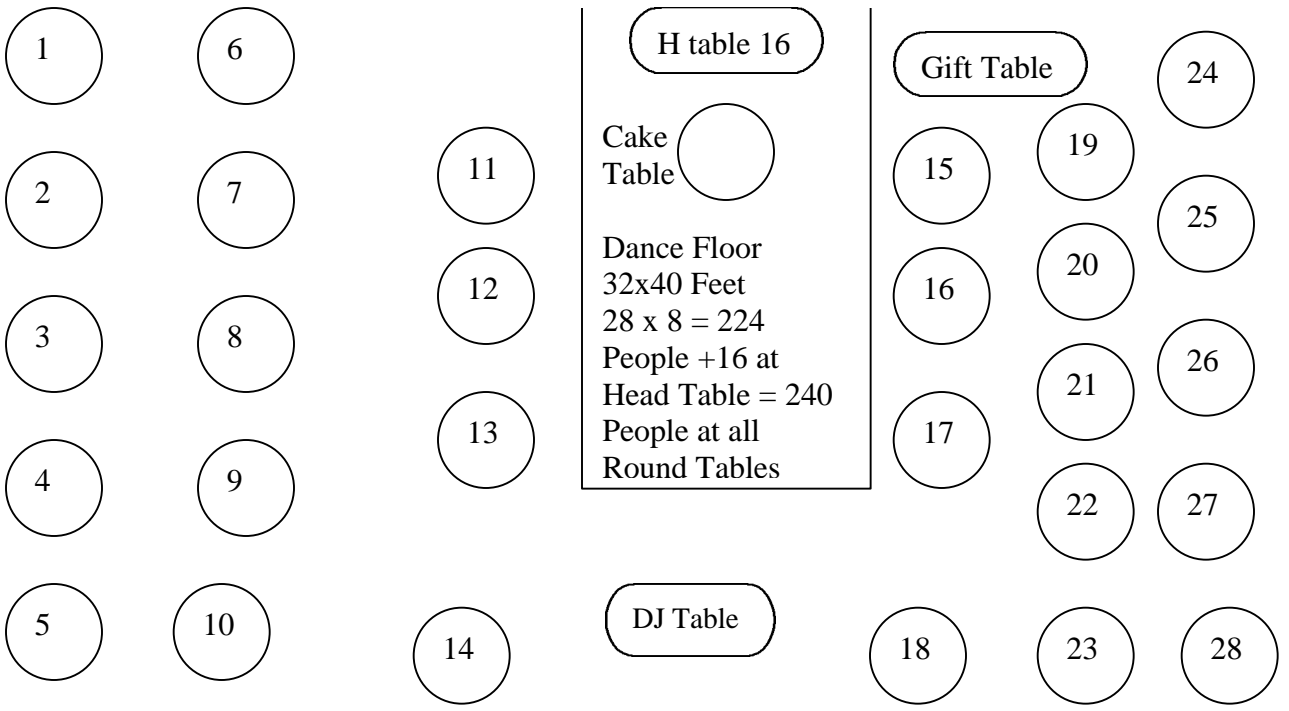 1
6
H table 16
Gift Table
24
2
7
11
Cake
Table
15
19
25
3
8
12
Dance Floor
32x40 Feet
28 x 8 = 224
People +16 at
Head Table = 240
People at all
Round Tables
16
20
26
4
9
13
17
21
22
27
5
10
14
DJ Table
18
23
28